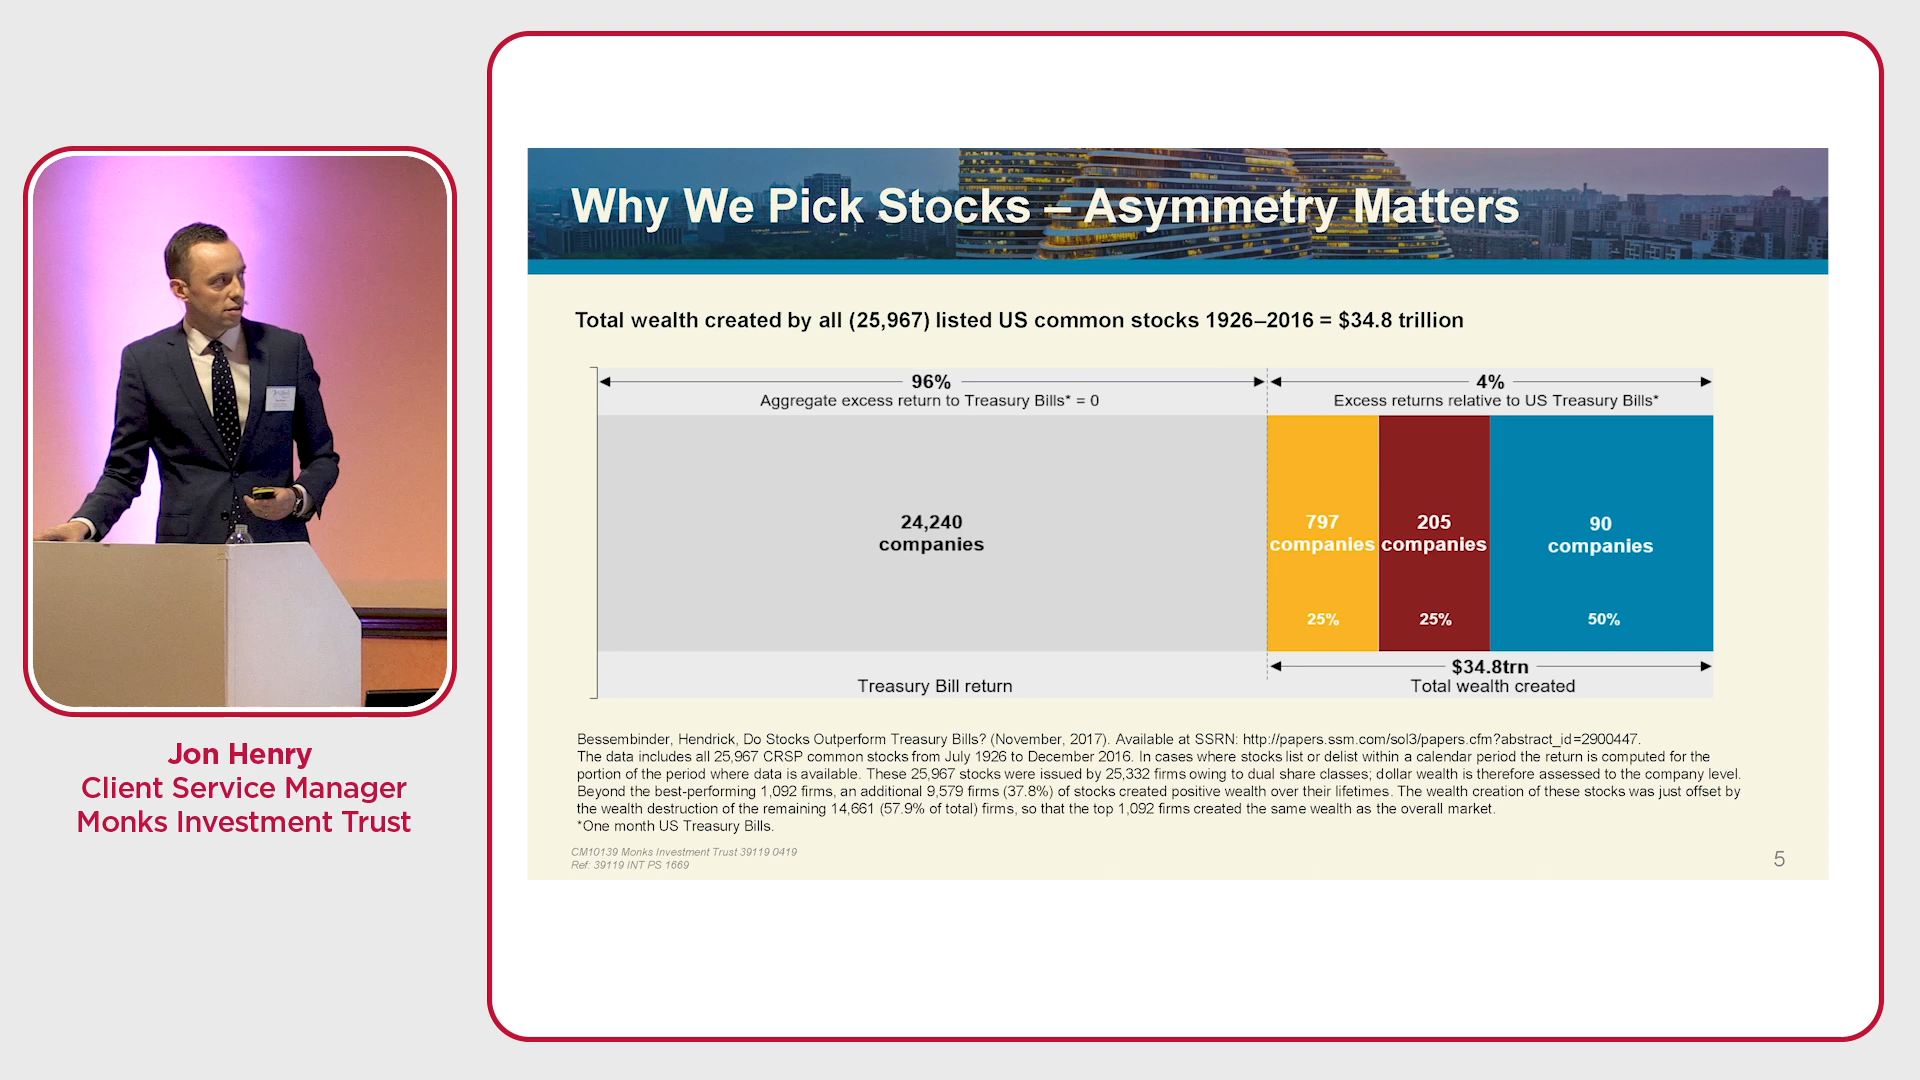 Why We Pick Stocks – Asymmetry Matters
Total wealth created by all (25,967) listed US common stocks 1926–2016 = $34.8 trillion
96%
Aggregate excess return to Treasury Bills* = 0
4%
Excess returns relative to US Treasury Bills*
24,240
companies
797
companies
25%
205
companies
25%
90
companies
50%
Treasury Bill return
$34.8trn
Total wealth created
Bessembinder, Hendrick, Do Stocks Outperform Treasury Bills? (November, 2017). Available at SSRN: http://papers.ssm.com/sol3/papers.cfm?abstract_id=2900447.
The data includes all 25,967 CRSP common stocks from July 1926 to December 2016. In cases where stocks list or delist within a calendar period the return is computed for the
portion of the period where data is available. These 25,967 stocks were issued by 25,332 firms owing to dual share classes; dollar wealth is therefore assessed to the company level.
Beyond the best-performing 1,092 firms, an additional 9,579 firms (37.8%) of stocks created positive wealth over their lifetimes. The wealth creation of these stocks was just offset by
the wealth destruction of the remaining 14,661 (57.9% of total) firms, so that the top 1,092 firms created the same wealth as the overall market.
*One month US Treasury Bills.
CM10139 Monks Investment Trust 39119 0419
Ref: 39119 INT PS 1669
5
Jon Henry
Client Service Manager
Monks Investment Trust